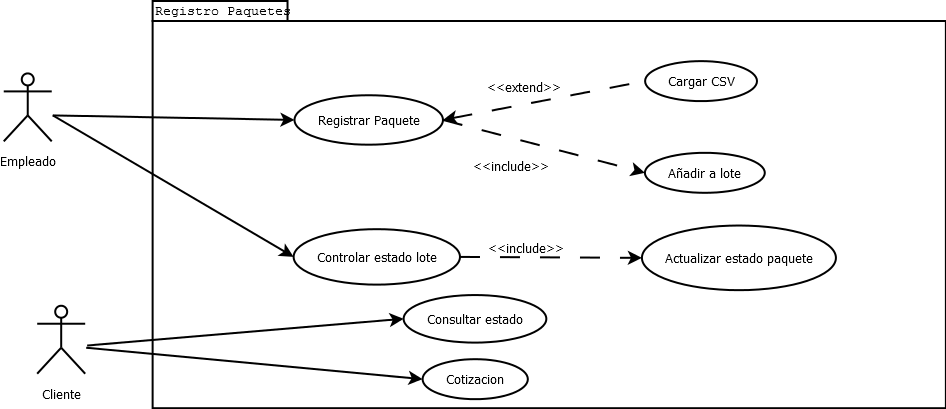 Registro Paquetes
Cargar CSV
<<extend>>
Registrar Paquete
Empleado
<<include>>
Añadir a lote
<<include>>
Controlar estado lote
Actualizar estado paquete
Consultar estado
Cotizacion
Cliente